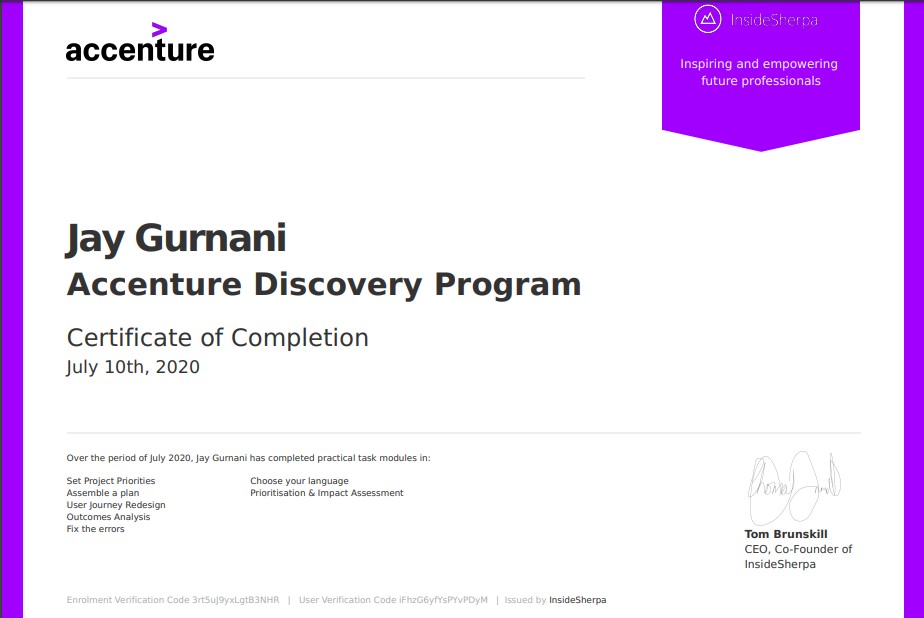 accenture
InsideSherpa
Inspiring and empowering
future professionals
Jay Gurnani
Accenture Discovery Program
Certificate of Completion
July 10th, 2020
Over the period of July 2020, Jay Gurnani has completed practical task modules in:
Set Project Priorities
Assemble a plan
User Journey Redesign
Outcomes Analysis
Fix the errors
Choose your language
Prioritisation & Impact Assessment
Tom Brunskill
CEO, Co-Founder of
InsideSherpa
Enrolment Verification Code 3rt5uJ9yxLgtB3NHR | User Verification Code iFhzG6yfYsPYvPDyM | Issued by InsideSherpa